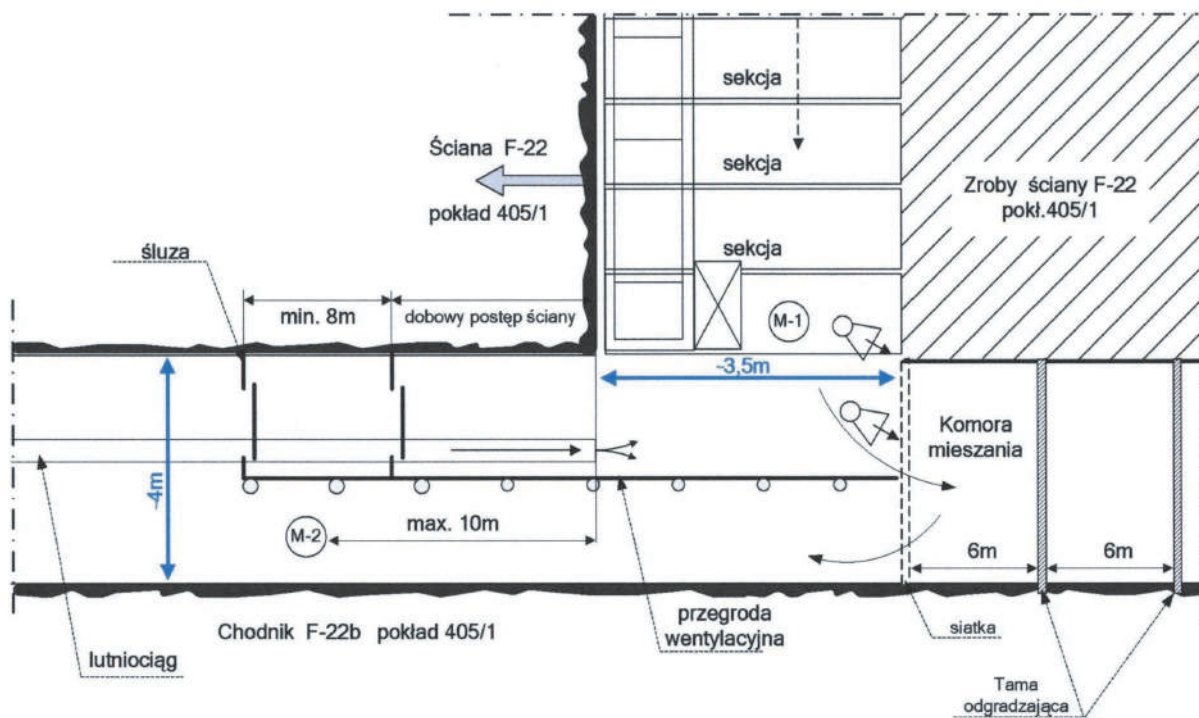 sekcja
Ściana F-22
pokład 405/1
sekcja
Zroby ściany F-22
pokł.405/1
śluza
sekcja
min. 8m
dobowy postęp ściany
M-1
~3,5m
Komora
mieszania
~4m
M-2
max. 10m
6m
6m
Chodnik F-22b pokład 405/1
przegroda
wentylacyjna
siatka
lutniociąg
Tama
odgradzająca